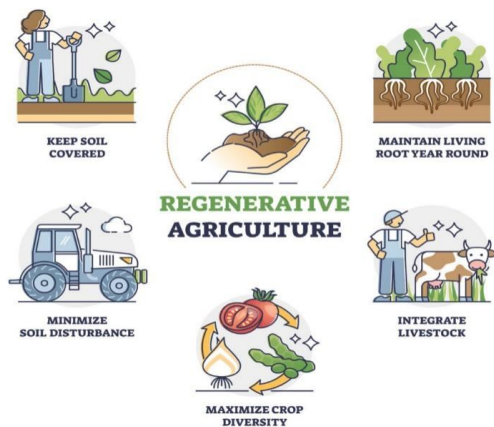 KEEP SOIL
COVERED
MAINTAIN LIVING
ROOT YEAR ROUND
REGENERATIVE
AGRICULTURE
MINIMIZE
SOIL DISTURBANCE
INTEGRATE
LIVESTOCK
MAXIMIZE CROP
DIVERSITY